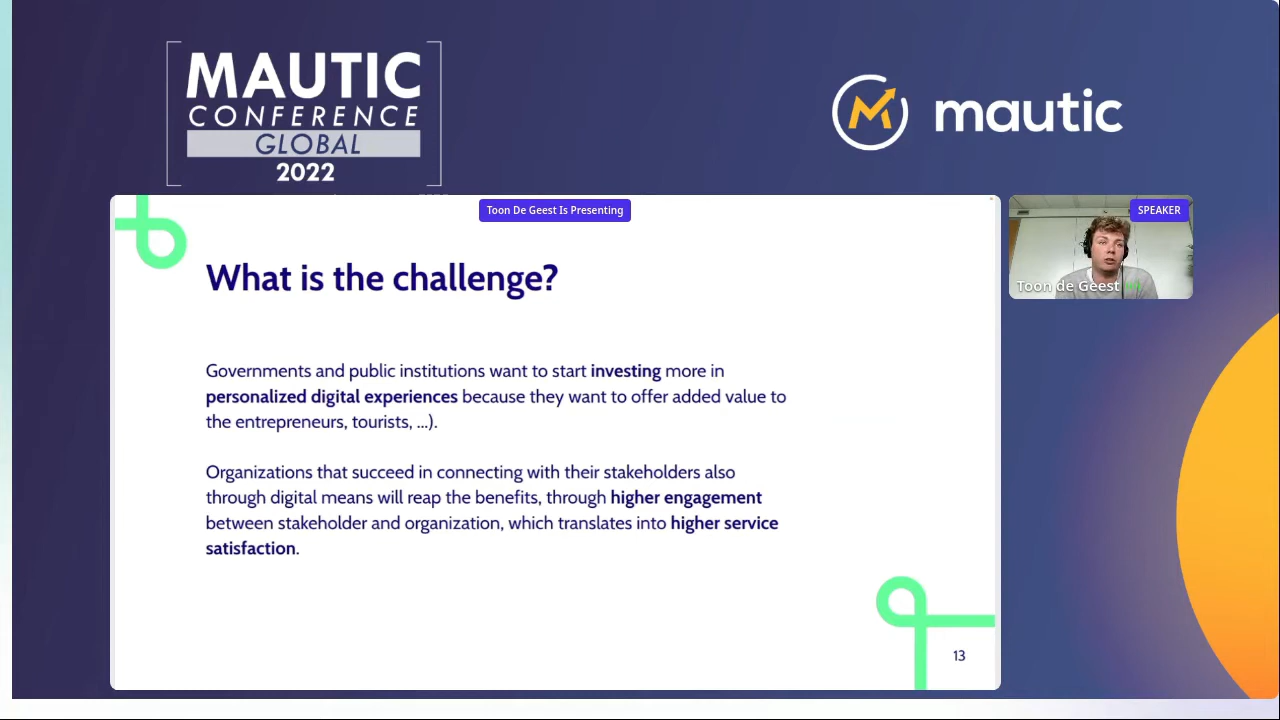 MAUTIC
CONFERENCE
GLOBAL
2022
mautic
Toon De Geest Is Presenting
SPEAKER
Toon de Geest
What is the challenge?
Governments and public institutions want to start investing more in
personalized digital experiences because they want to offer added value to
the entrepreneurs, tourists, ...).
Organizations that succeed in connecting with their stakeholders also
through digital means will reap the benefits, through higher engagement
between stakeholder and organization, which translates into higher service
satisfaction.
13